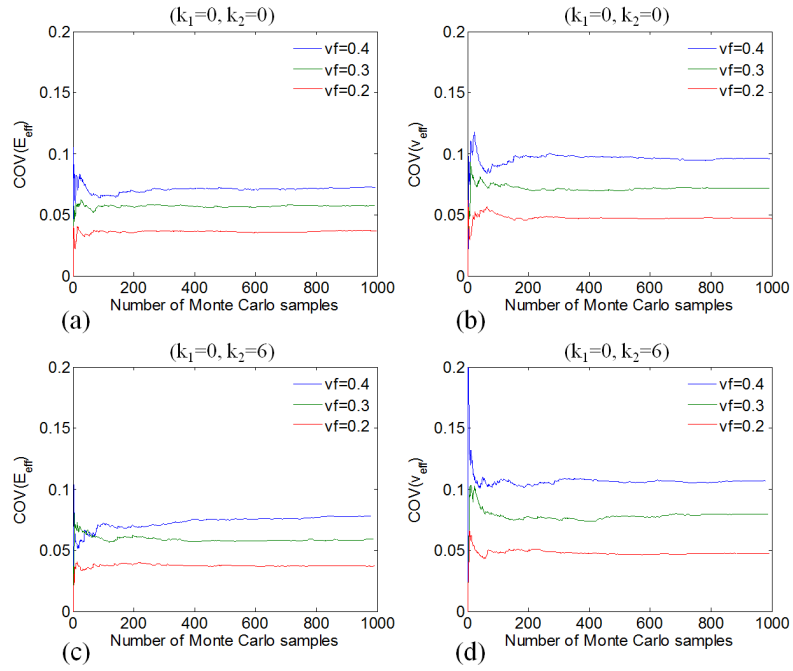 (k₁=0, k₂=0)
0.2
0.15
0.1
0.05
0
COV(E_eff)
vf=0.4
vf=0.3
vf=0.2
0 200 400 600 800 1000
Number of Monte Carlo samples
(a)
(k₁=0, k₂=0)
0.2
0.15
0.1
0.05
0
COV(v_eff)
vf=0.4
vf=0.3
vf=0.2
0 200 400 600 800 1000
Number of Monte Carlo samples
(b)
(k₁=0, k₂=6)
0.2
0.15
0.1
0.05
0
COV(E_eff)
vf=0.4
vf=0.3
vf=0.2
0 200 400 600 800 1000
Number of Monte Carlo samples
(c)
(k₁=0, k₂=6)
0.2
0.15
0.1
0.05
0
COV(v_eff)
vf=0.4
vf=0.3
vf=0.2
0 200 400 600 800 1000
Number of Monte Carlo samples
(d)